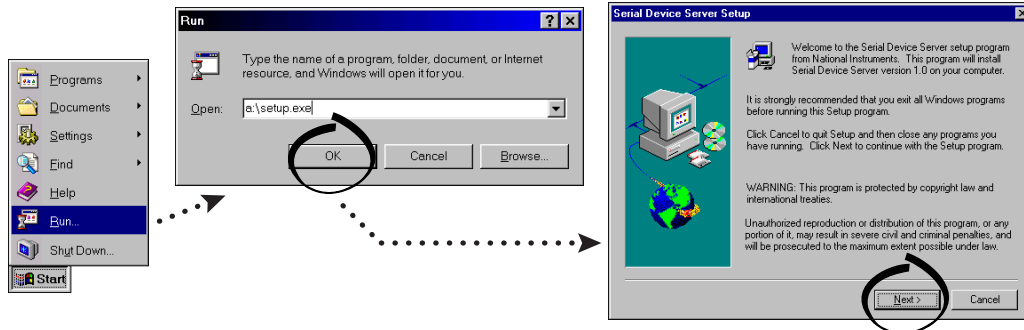 Programs
Documents
Settings
Find
Help
Run...
Shut Down...
Start
Run
Type the name of a program, folder, document, or Internet
resource, and Windows will open it for you.
Open:
a:\setup.exe
OK
Cancel
Browse...
Serial Device Server Setup
Welcome to the Serial Device Server setup program
from National Instruments. This program will install
Serial Device Server version 1.0 on your computer.
It is strongly recommended that you exit all Windows programs
before running this Setup program.
Click Cancel to quit Setup and then close any programs you
have running. Click Next to continue with the Setup program.
WARNING: This program is protected by copyright law and
international treaties.
Unauthorized reproduction or distribution of this program, or any
portion of it, may result in severe civil and criminal penalties, and
will be prosecuted to the maximum extent possible under law.
Next >
Cancel